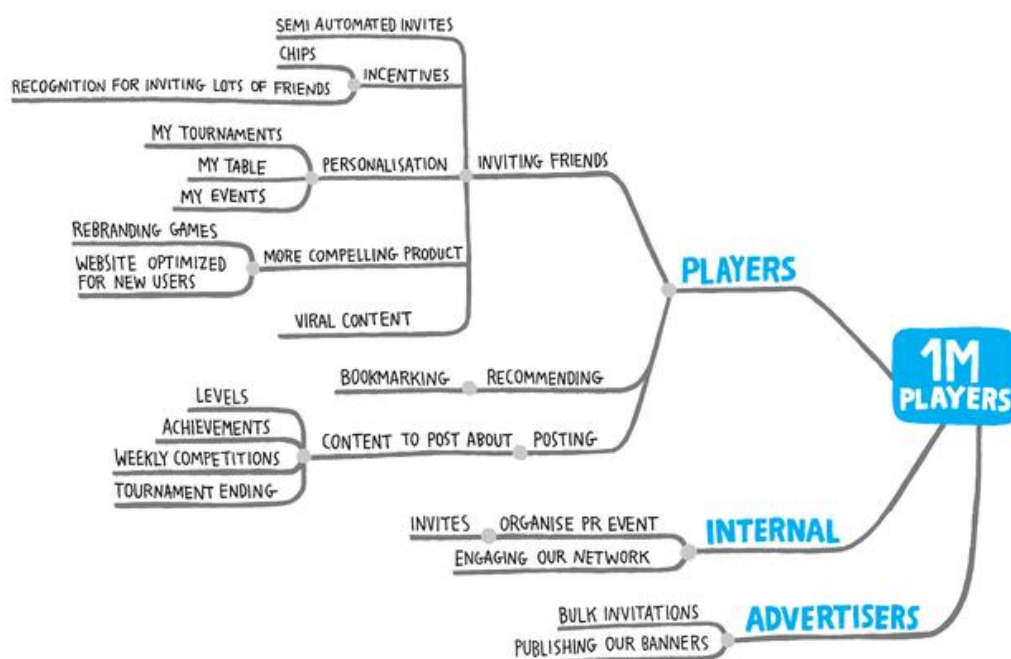 SEMI AUTOMATED INVITES
CHIPS
INCENTIVES
RECOGNITION FOR INVITING LOTS OF FRIENDS
MY TOURNAMENTS
MY TABLE
PERSONALISATION
INVITING FRIENDS
MY EVENTS
REBRANDING GAMES
MORE COMPELLING PRODUCT
WEBSITE OPTIMIZED
FOR NEW USERS
VIRAL CONTENT
PLAYERS
1M
PLAYERS
BOOKMARKING
RECOMMENDING
LEVELS
ACHIEVEMENTS
CONTENT TO POST ABOUT
POSTING
WEEKLY COMPETITIONS
TOURNAMENT ENDING
INVITES
ORGANISE PR EVENT
INTERNAL
ENGAGING OUR NETWORK
BULK INVITATIONS
ADVERTISERS
PUBLISHING OUR BANNERS